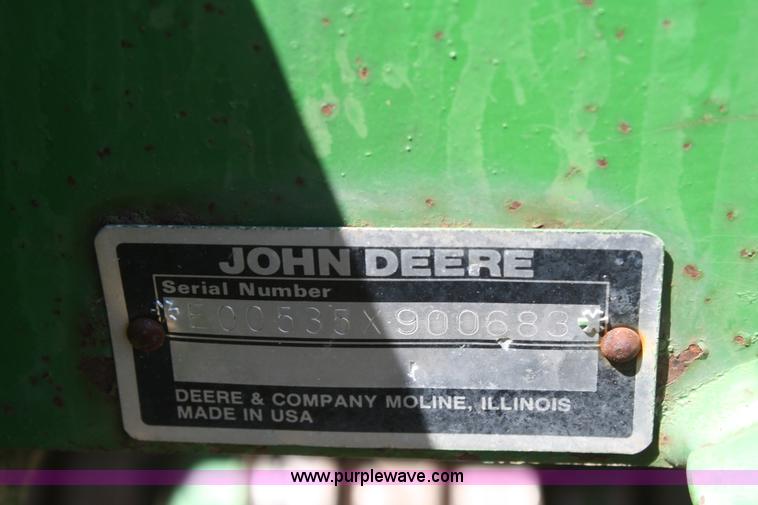 JOHN DEERE
Serial Number
*E00535X900683*
DEERE & COMPANY MOLINE, ILLINOIS
MADE IN USA
www.purplewave.com